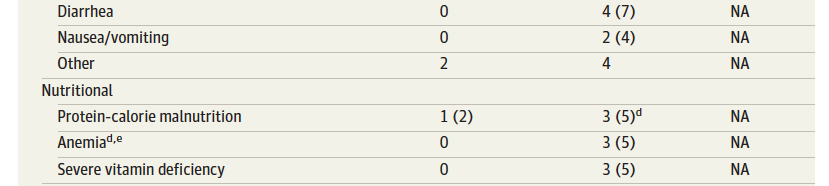 Diarrhea 0 4 (7) NA
Nausea/vomiting 0 2 (4) NA
Other 2 4 NA
Nutritional
Protein-calorie malnutrition 1 (2) 3 (5)d NA
Anemiad,e 0 3 (5) NA
Severe vitamin deficiency 0 3 (5) NA